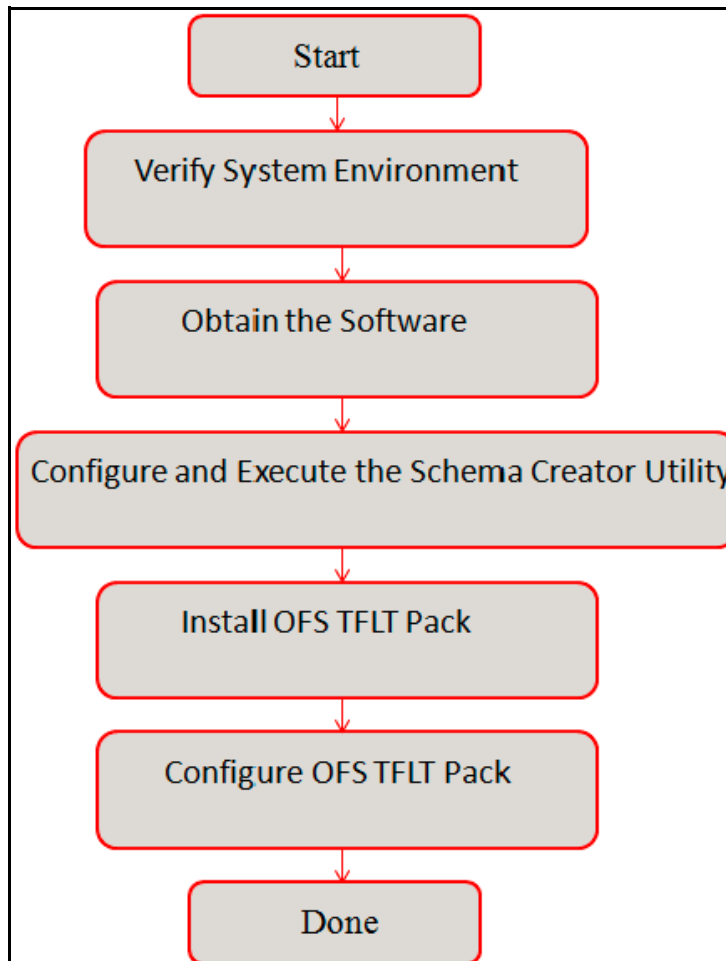 Start
Verify System Environment
Obtain the Software
Configure and Execute the Schema Creator Utility
Install OFS TFLT Pack
Configure OFS TFLT Pack
Done